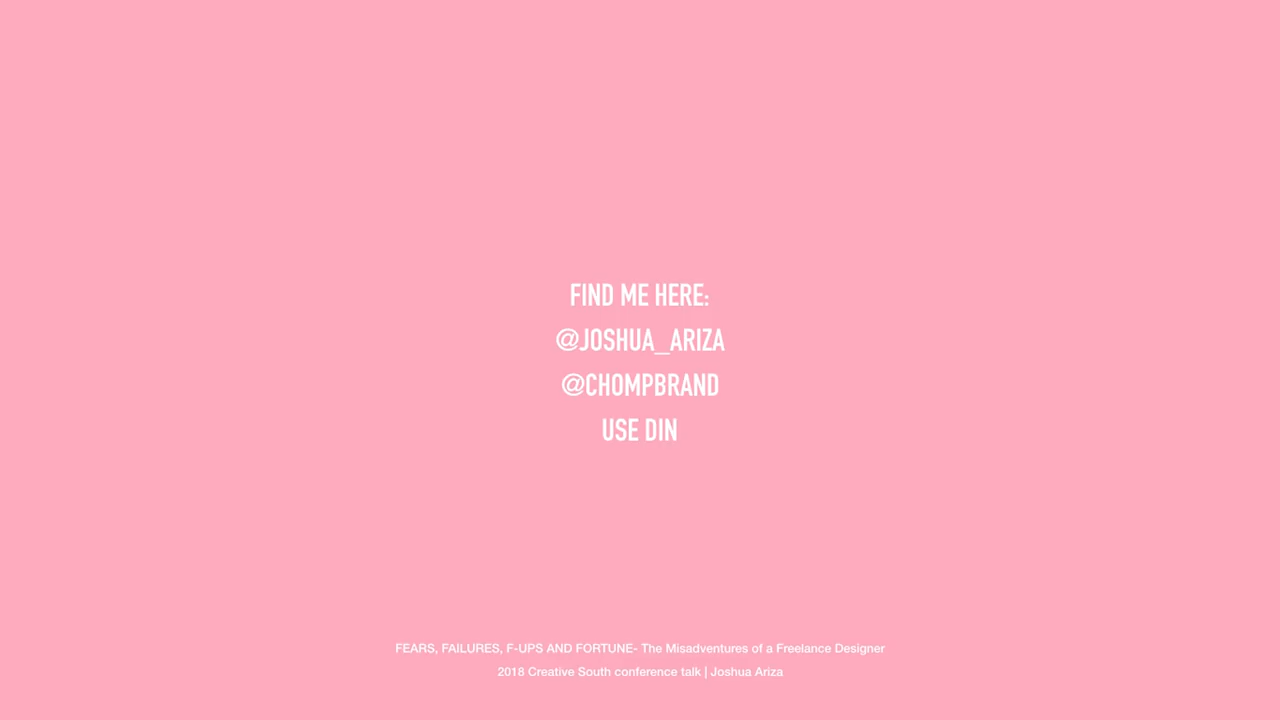 FIND ME HERE:
@JOSHUA_ARIZA
@CHOMPBRAND
USE DIN
FEARS, FAILURES, F-UPS AND FORTUNE- The Misadventures of a Freelance Designer
2018 Creative South conference talk | Joshua Ariza